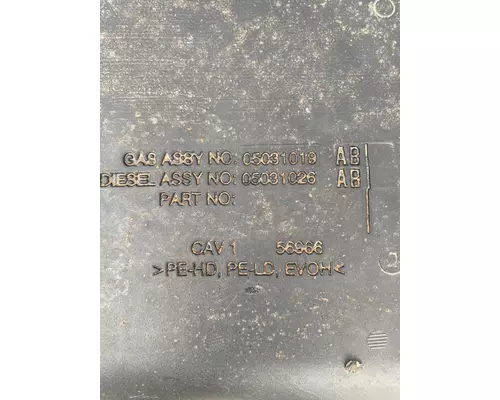 GAS ASSY NO: 05031019 AB
DIESEL ASSY NO: 05031026 AB
PART NO:
CAV 1 56966
>PE-HD, PE-LD, EVOH<